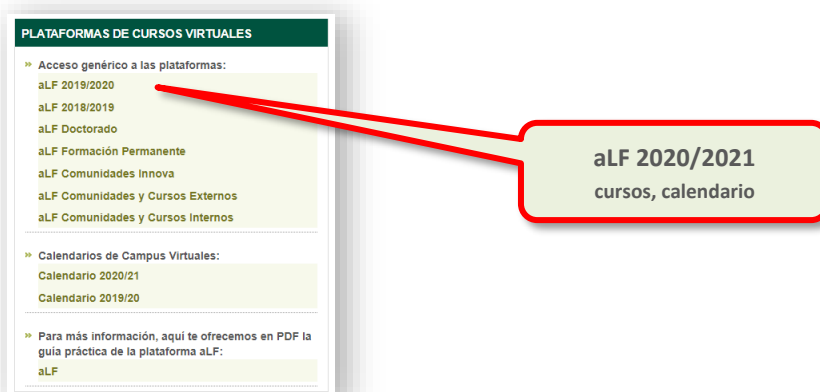 PLATAFORMAS DE CURSOS VIRTUALES
» Acceso genérico a las plataformas:
aLF 2019/2020
aLF 2018/2019
aLF Doctorado
aLF Formación Permanente
aLF Comunidades Innova
aLF Comunidades y Cursos Externos
aLF Comunidades y Cursos Internos
» Calendarios de Campus Virtuales:
Calendario 2020/21
Calendario 2019/20
» Para más información, aquí te ofrecemos en PDF la
guía práctica de la plataforma aLF:
aLF
aLF 2020/2021
cursos, calendario